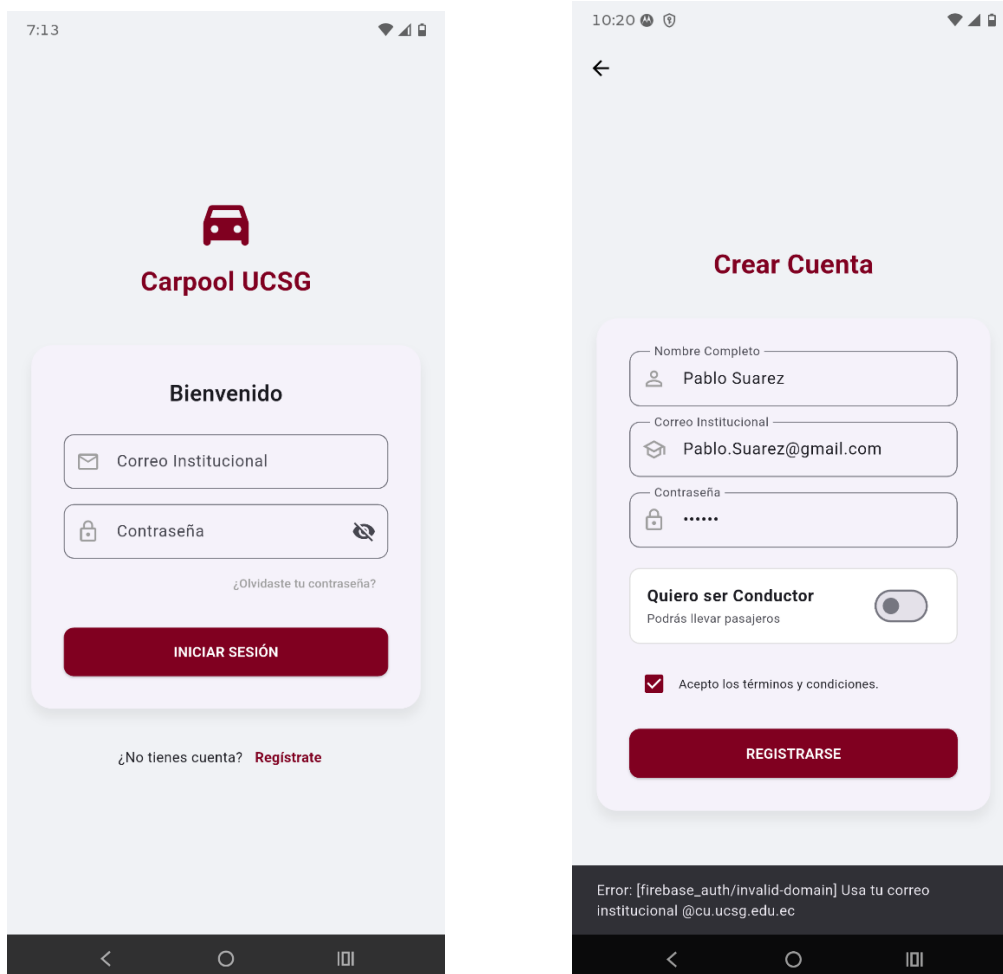 7:13
Carpool UCSG
Bienvenido
Correo Institucional
Contraseña
¿Olvidaste tu contraseña?
INICIAR SESIÓN
¿No tienes cuenta? Regístrate
10:20
Crear Cuenta
Nombre Completo
Pablo Suarez
Correo Institucional
Pablo.Suarez@gmail.com
Contraseña
••••••
Quiero ser Conductor
Podrás llevar pasajeros
Acepto los términos y condiciones.
REGISTRARSE
Error: [firebase_auth/invalid-domain] Usa tu correo
institucional @cu.ucsg.edu.ec